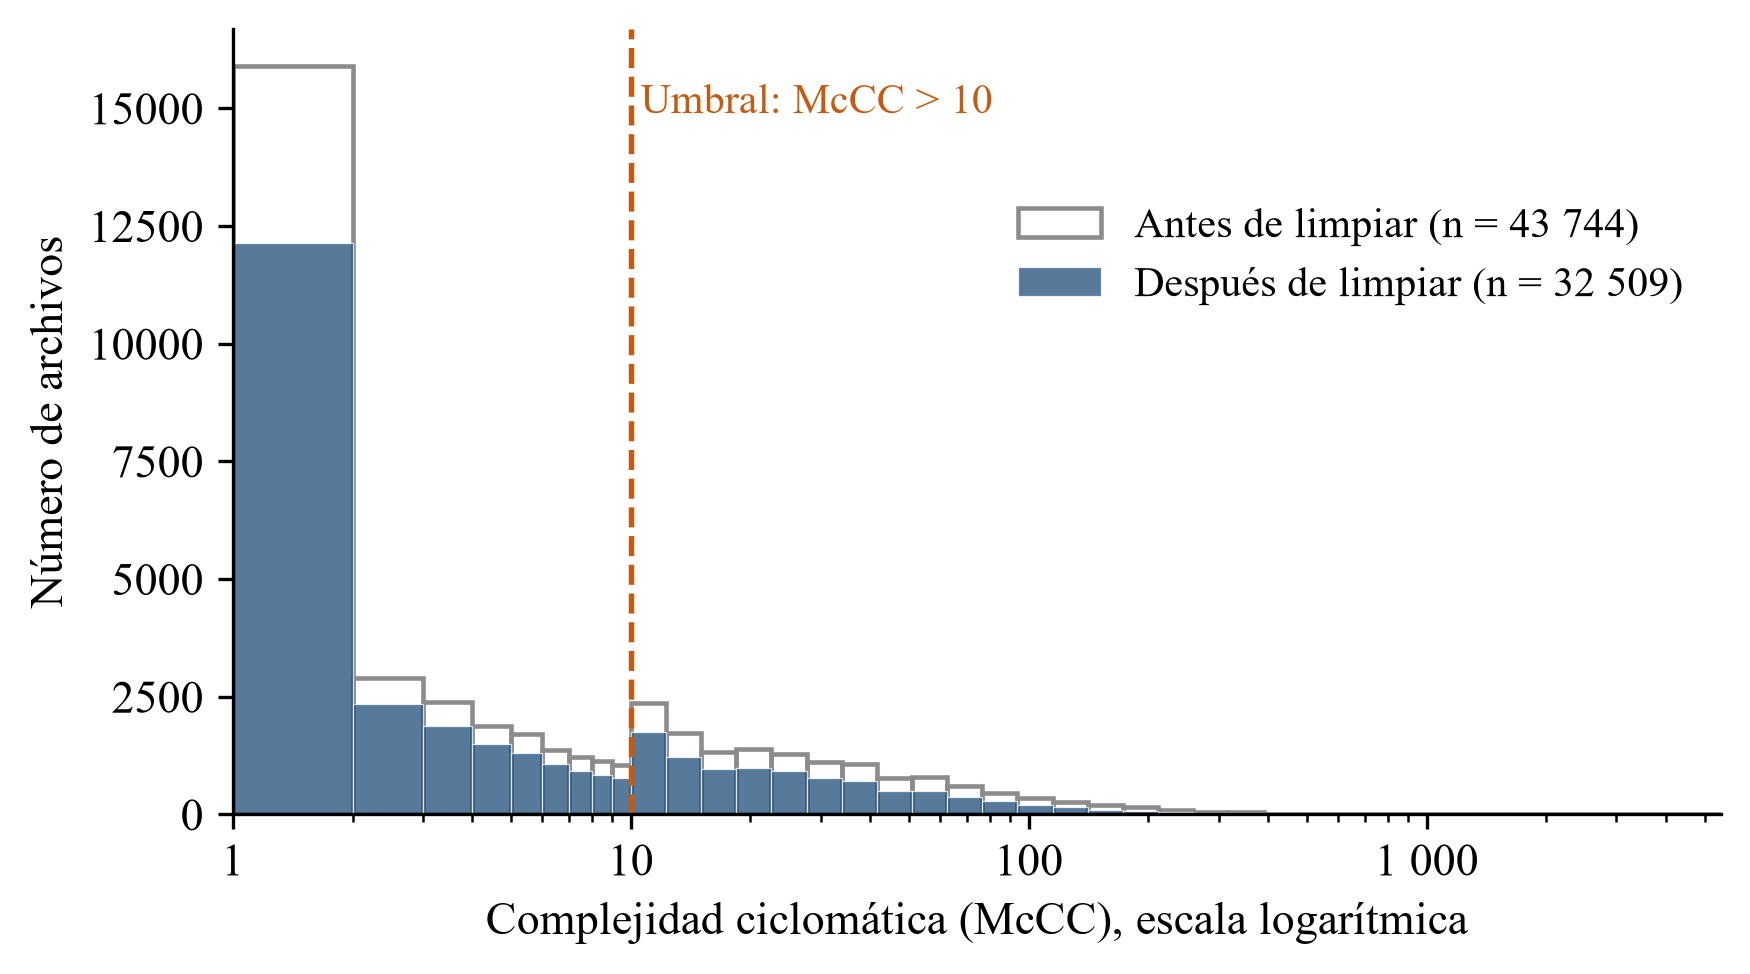 Umbral: McCC > 10
Antes de limpiar (n = 43 744)
Después de limpiar (n = 32 509)
Número de archivos
15000
12500
10000
7500
5000
2500
0
1
10
100
1 000
Complejidad ciclomática (McCC), escala logarítmica